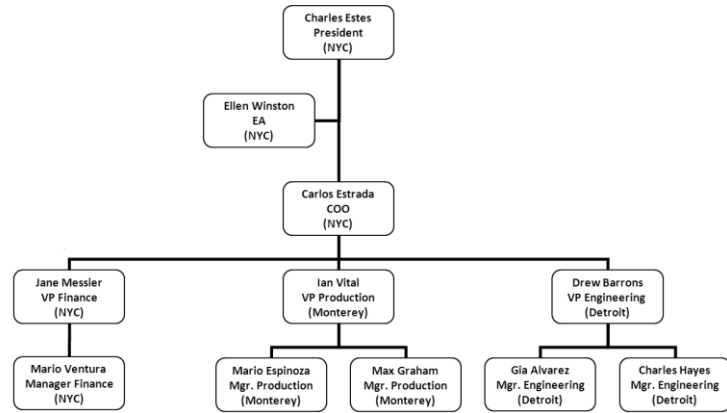 Charles Estes
President
(NYC)
Ellen Winston
EA
(NYC)
Carlos Estrada
COO
(NYC)
Jane Messier
VP Finance
(NYC)
Ian Vital
VP Production
(Monterey)
Drew Barrons
VP Engineering
(Detroit)
Mario Ventura
Manager Finance
(NYC)
Mario Espinoza
Mgr. Production
(Monterey)
Max Graham
Mgr. Production
(Monterey)
Gia Alvarez
Mgr. Engineering
(Detroit)
Charles Hayes
Mgr. Engineering
(Detroit)